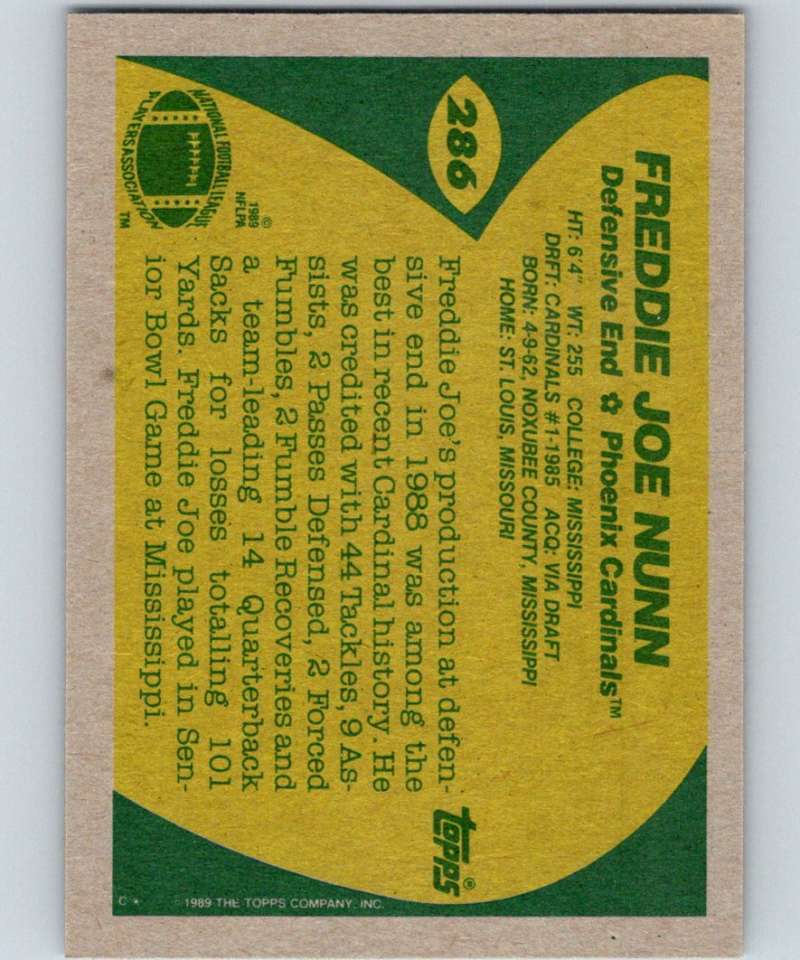 286
FREDDIE JOE NUNN
Defensive End ✿ Phoenix Cardinals™
HT: 6'4" WT: 255 COLLEGE: MISSISSIPPI
DRFT: CARDINALS #1-1985 ACQ: VIA DRAFT
BORN: 4-9-62, NOXUBEE COUNTY, MISSISSIPPI
HOME: ST. LOUIS, MISSOURI
Freddie Joe's production at defen-
sive end in 1988 was among the
best in recent Cardinal history. He
was credited with 44 Tackles, 9 As-
sists, 2 Passes Defensed, 2 Forced
Fumbles, 2 Fumble Recoveries and
a team-leading 14 Quarterback
Sacks for losses totalling 101
Yards. Freddie Joe played in Sen-
ior Bowl Game at Mississippi.
©
1989
NFLPA
NATIONAL FOOTBALL LEAGUE
PLAYERS ASSOCIATION
™
topps®
C * ©1989 THE TOPPS COMPANY, INC.